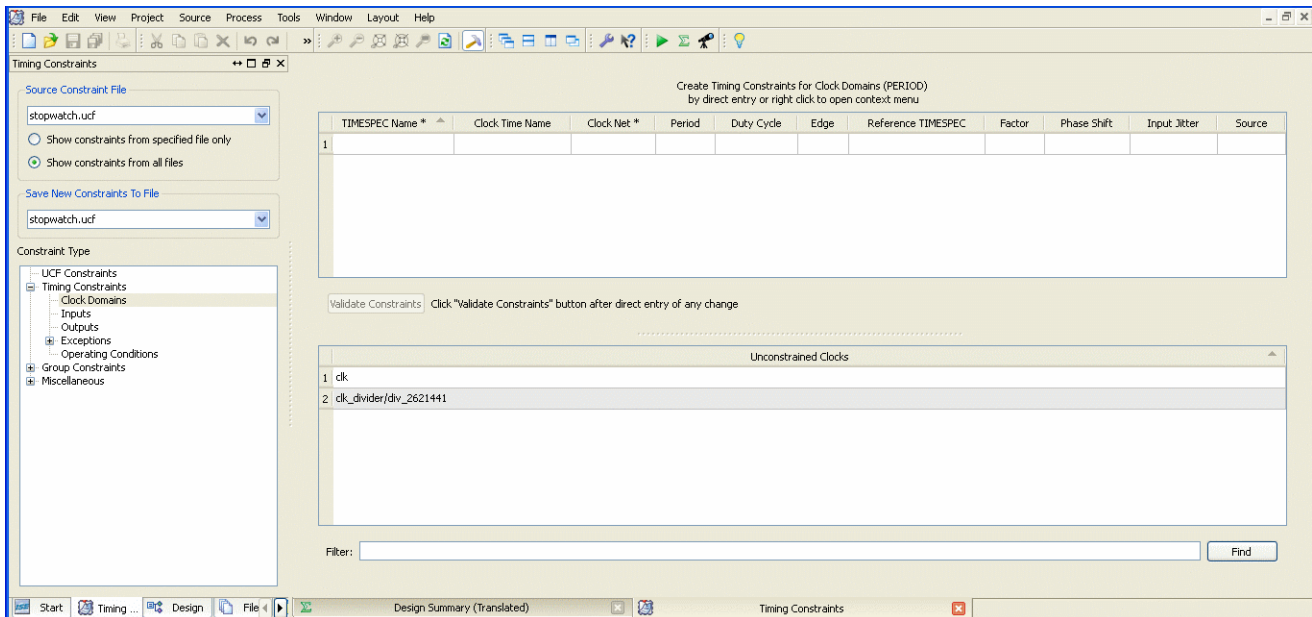 File Edit View Project Source Process Tools Window Layout Help
»
Timing Constraints
Source Constraint File
stopwatch.ucf
Show constraints from specified file only
Show constraints from all files
Save New Constraints To File
stopwatch.ucf
Constraint Type
UCF Constraints
Timing Constraints
Clock Domains
Inputs
Outputs
Exceptions
Operating Conditions
Group Constraints
Miscellaneous
Create Timing Constraints for Clock Domains (PERIOD)
by direct entry or right click to open context menu
TIMESPEC Name * Clock Time Name Clock Net * Period Duty Cycle Edge Reference TIMESPEC Factor Phase Shift Input Jitter Source
1
Validate Constraints Click "Validate Constraints" button after direct entry of any change
Unconstrained Clocks
1 clk
2 clk_divider/div_2621441
Filter: Find
Start Timing ... Design File Design Summary (Translated) Timing Constraints